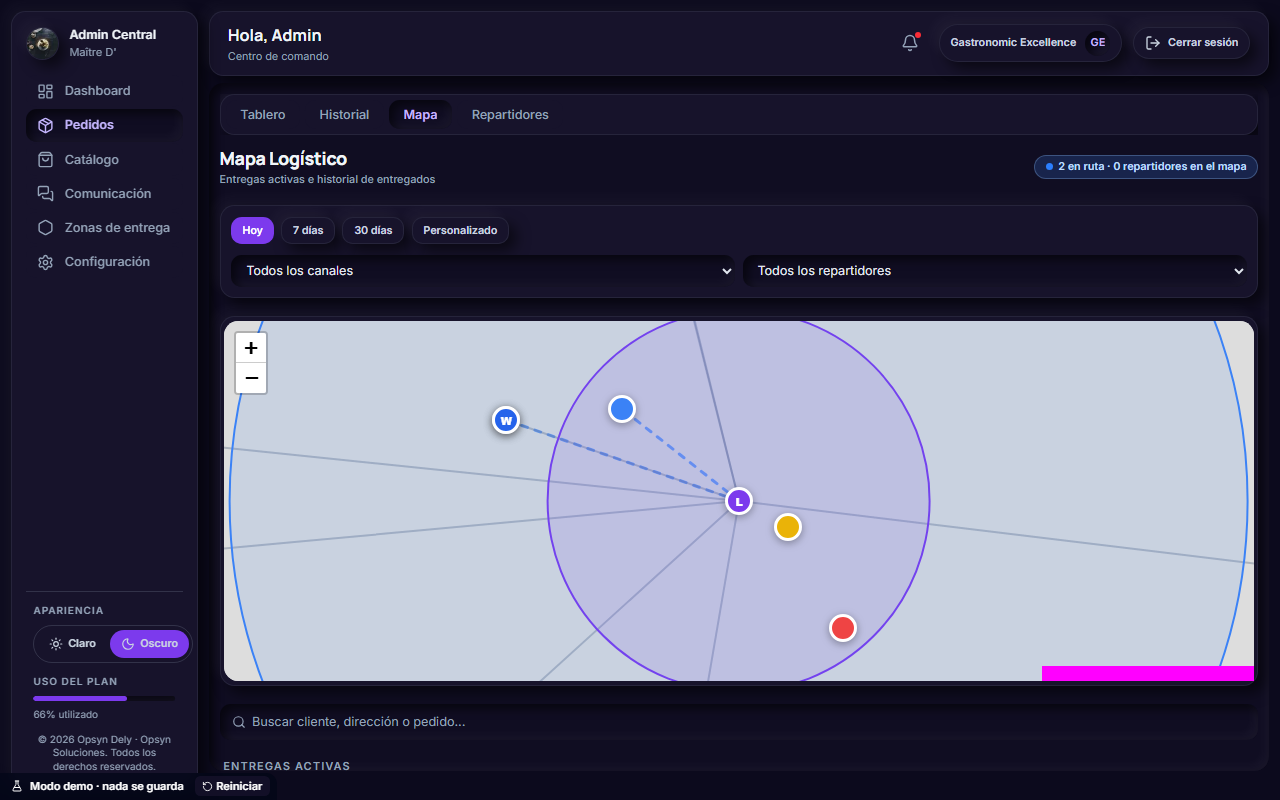 Admin Central
Maître D'
Dashboard
Pedidos
Catálogo
Comunicación
Zonas de entrega
Configuración
APARIENCIA
Claro
Oscuro
USO DEL PLAN
66% utilizado
© 2026 Opsyn Dely · Opsyn
Soluciones. Todos los
derechos reservados.
Hola, Admin
Centro de comando
Gastronomic Excellence GE
Cerrar sesión
Tablero
Historial
Mapa
Repartidores
Mapa Logístico
Entregas activas e historial de entregados
2 en ruta · 0 repartidores en el mapa
Hoy
7 días
30 días
Personalizado
Todos los canales
Todos los repartidores
+
−
W
L
Buscar cliente, dirección o pedido...
ENTREGAS ACTIVAS
Modo demo · nada se guarda
Reiniciar